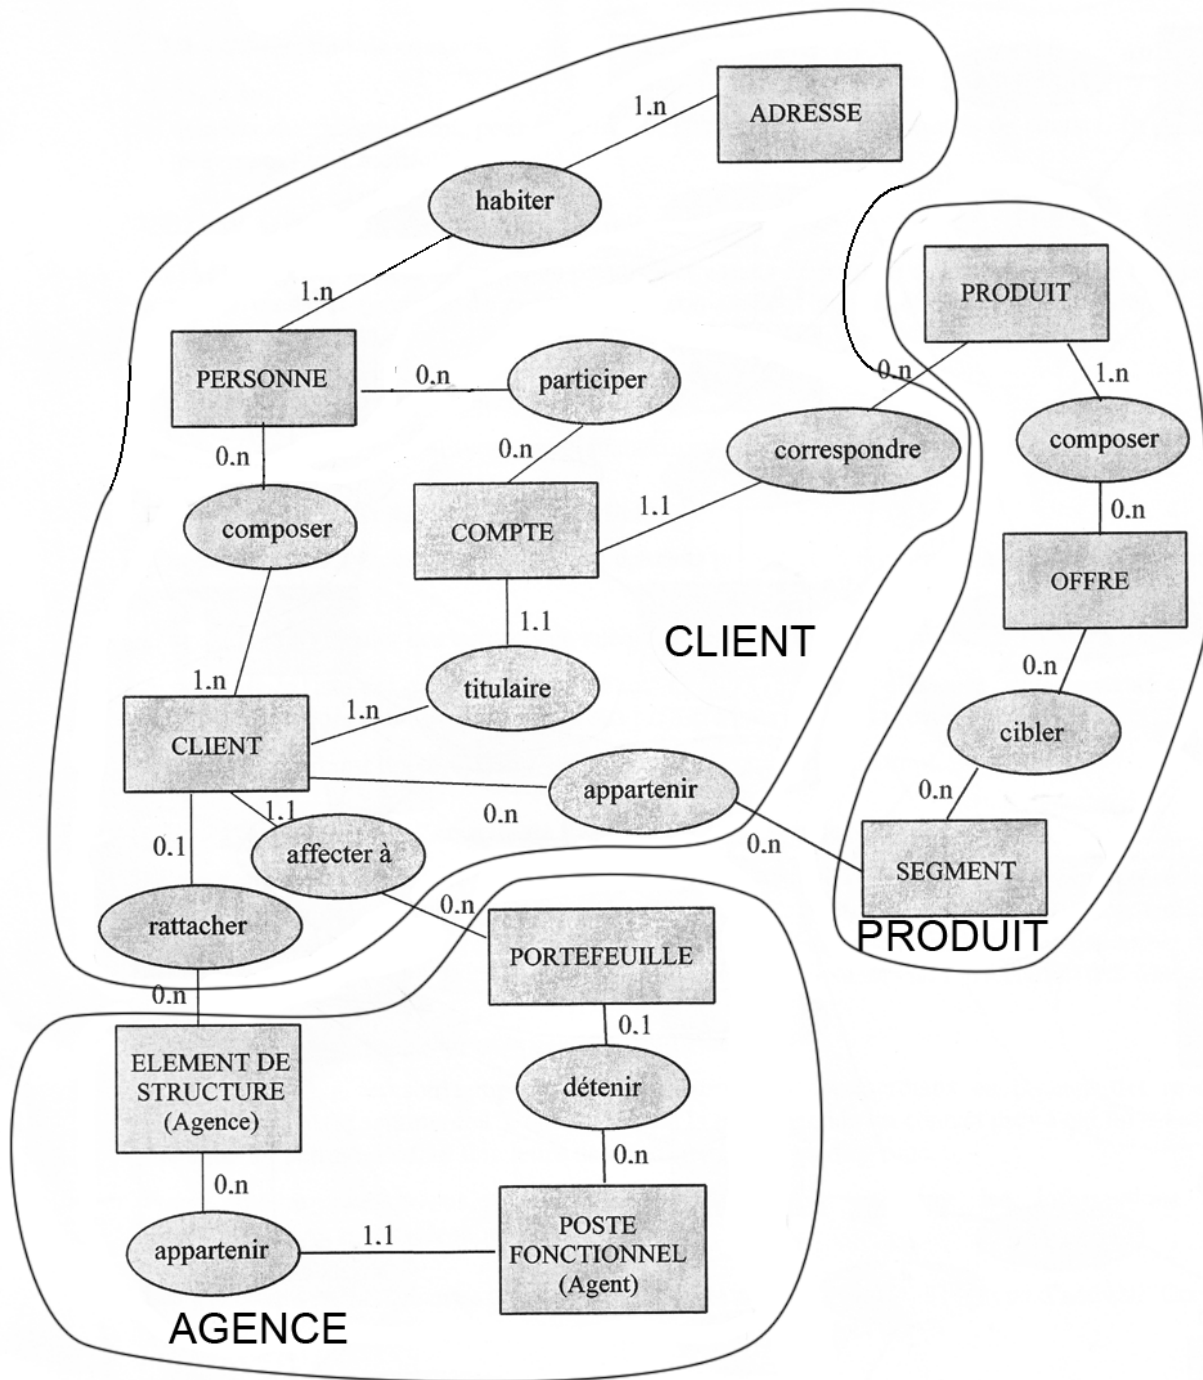 ADRESSE
1.n
habiter
1.n
PRODUIT
PERSONNE
0.n
participer
0.n
1.n
composer
correspondre
0.n
0.n
composer
1.1
0.n
COMPTE
OFFRE
1.1
CLIENT
0.n
1.n
titulaire
1.n
CLIENT
cibler
appartenir
0.n
0.n
1.1
0.1
affecter à
0.n
SEGMENT
PRODUIT
rattacher
0.n
PORTEFEUILLE
0.n
0.1
ELEMENT DE
STRUCTURE
(Agence)
détenir
0.n
0.n
POSTE
FONCTIONNEL
(Agent)
appartenir
1.1
AGENCE